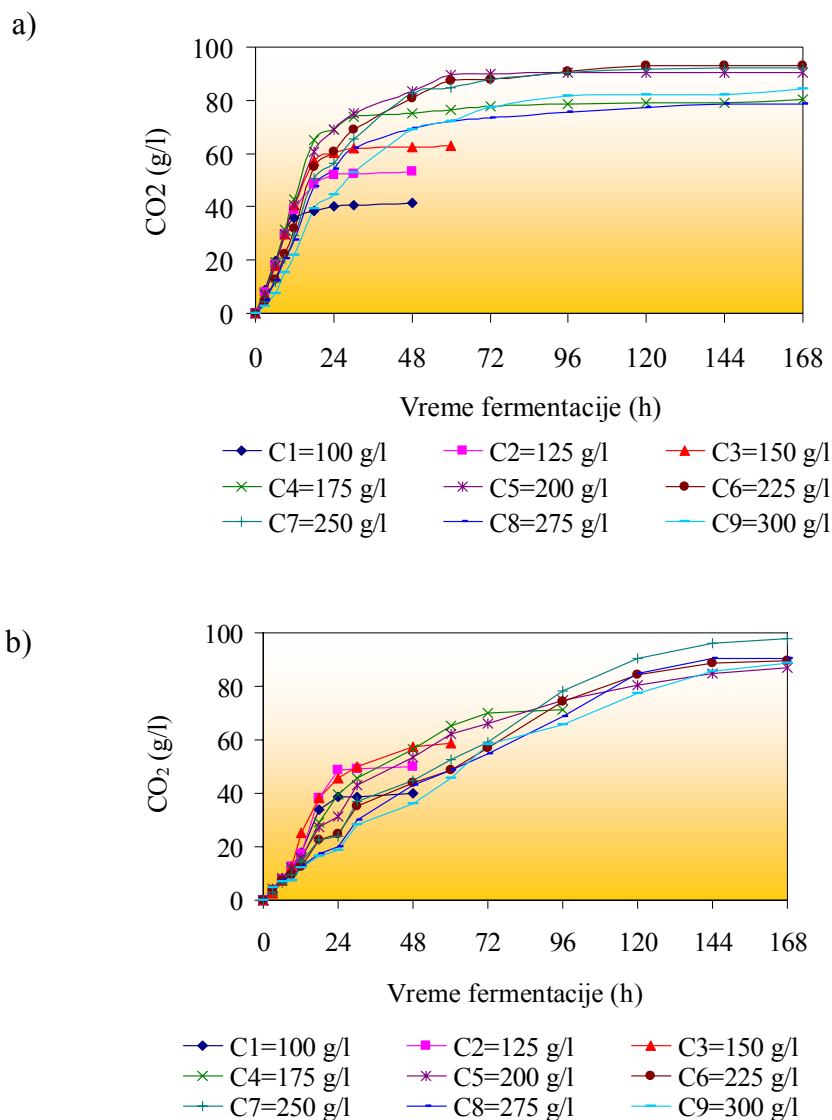 a)
100
80
60
40
20
0
CO2 (g/l)
0 24 48 72 96 120 144 168
Vreme fermentacije (h)
C1=100 g/l C2=125 g/l C3=150 g/l
C4=175 g/l C5=200 g/l C6=225 g/l
C7=250 g/l C8=275 g/l C9=300 g/l
b)
100
80
60
40
20
0
CO₂ (g/l)
0 24 48 72 96 120 144 168
Vreme fermentacije (h)
C1=100 g/l C2=125 g/l C3=150 g/l
C4=175 g/l C5=200 g/l C6=225 g/l
C7=250 g/l C8=275 g/l C9=300 g/l